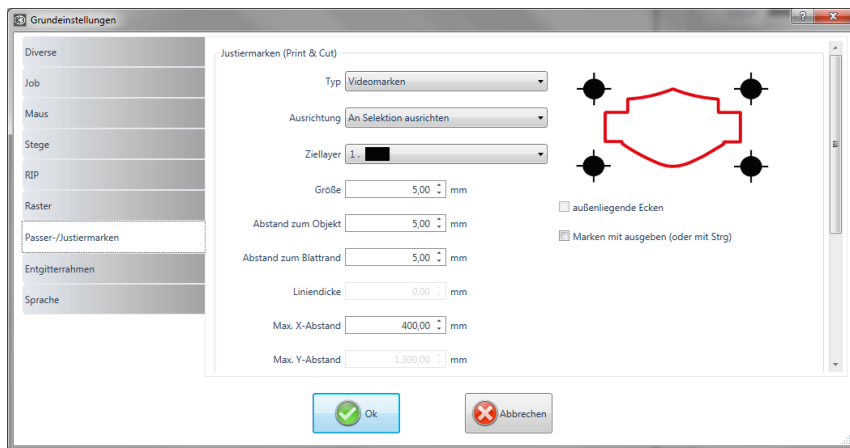 Grundeinstellungen
Diverse
Job
Maus
Stege
RIP
Raster
Passer-/Justiermarken
Entgitterrahmen
Sprache
Justiermarken (Print & Cut)
Typ Videomarken
Ausrichtung An Selektion ausrichten
Ziellayer 1.
Größe 5,00 mm
Abstand zum Objekt 5,00 mm
Abstand zum Blattrand 5,00 mm
Liniendicke 0,00 mm
Max. X-Abstand 400,00 mm
Max. Y-Abstand 1.300,00 mm
außenliegende Ecken
Marken mit ausgeben (oder mit Strg)
Ok
Abbrechen